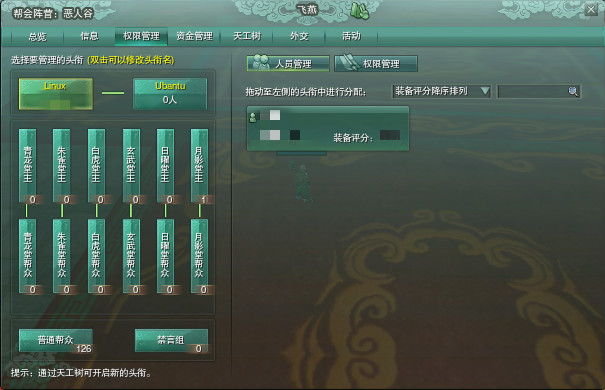 飞燕
帮会阵营：恶人谷
总览 信息 权限管理 资金管理 天工树 外交 活动
选择要管理的头衔 (双击可以修改头衔名)
Linux
Ubantu
0人
青龙堂主 朱雀堂主 白虎堂主 玄武堂主 日曜堂主 月影堂主
0 0 0 0 0 1
青龙堂帮众 朱雀堂帮众 白虎堂帮众 玄武堂帮众 日曜堂帮众 月影堂帮众
0 0 0 0 0 0
普通帮众 禁言组
126 0
提示：通过天工树可开启新的头衔。
人员管理 权限管理
拖动至左侧的头衔中进行分配： 装备评分降序排列
装备评分：